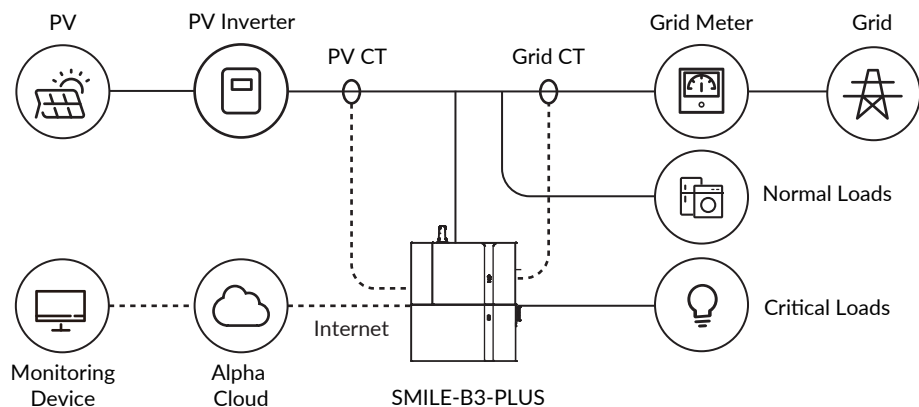 PV
PV Inverter
PV CT
Grid CT
Grid Meter
Grid
Normal Loads
Critical Loads
Internet
Monitoring
Device
Alpha
Cloud
SMILE-B3-PLUS